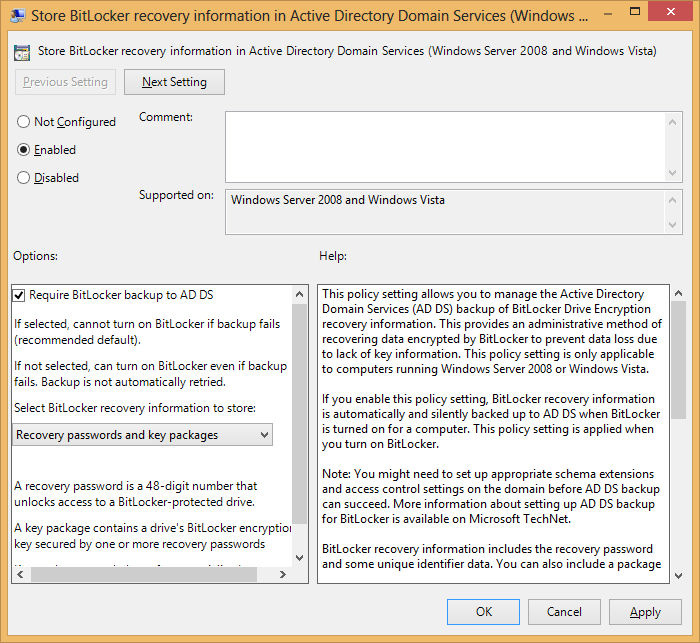 Store BitLocker recovery information in Active Directory Domain Services (Windows ...
Store BitLocker recovery information in Active Directory Domain Services (Windows Server 2008 and Windows Vista)
Previous Setting
Next Setting
Not Configured
Enabled
Disabled
Comment:
Supported on:
Windows Server 2008 and Windows Vista
Options:
Help:
Require BitLocker backup to AD DS
If selected, cannot turn on BitLocker if backup fails
(recommended default).
If not selected, can turn on BitLocker even if backup
fails. Backup is not automatically retried.
Select BitLocker recovery information to store:
Recovery passwords and key packages
A recovery password is a 48-digit number that
unlocks access to a BitLocker-protected drive.
A key package contains a drive's BitLocker encryption
key secured by one or more recovery passwords
This policy setting allows you to manage the Active Directory
Domain Services (AD DS) backup of BitLocker Drive Encryption
recovery information. This provides an administrative method of
recovering data encrypted by BitLocker to prevent data loss due
to lack of key information. This policy setting is only applicable
to computers running Windows Server 2008 or Windows Vista.
If you enable this policy setting, BitLocker recovery information
is automatically and silently backed up to AD DS when BitLocker
is turned on for a computer. This policy setting is applied when
you turn on BitLocker.
Note: You might need to set up appropriate schema extensions
and access control settings on the domain before AD DS backup
can succeed. More information about setting up AD DS backup
for BitLocker is available on Microsoft TechNet.
BitLocker recovery information includes the recovery password
and some unique identifier data. You can also include a package
OK
Cancel
Apply